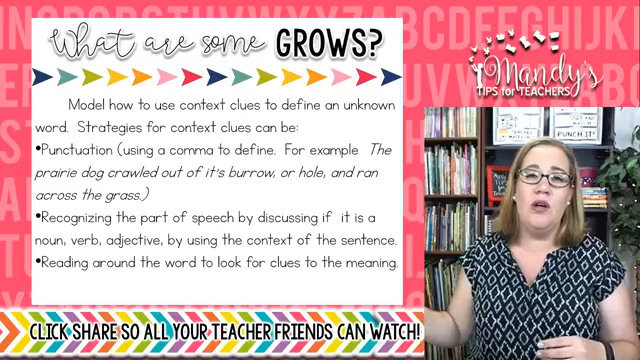 What are some GROWS?
Mandy's
TIPS for TEACHERS
Model how to use context clues to define an unknown
word. Strategies for context clues can be:
•Punctuation (using a comma to define. For example The
prairie dog crawled out of it's burrow, or hole, and ran
across the grass.)
•Recognizing the part of speech by discussing if it is a
noun, verb, adjective, by using the context of the sentence.
•Reading around the word to look for clues to the meaning.
PUNCH IT!
CLICK SHARE SO ALL YOUR TEACHER FRIENDS CAN WATCH!